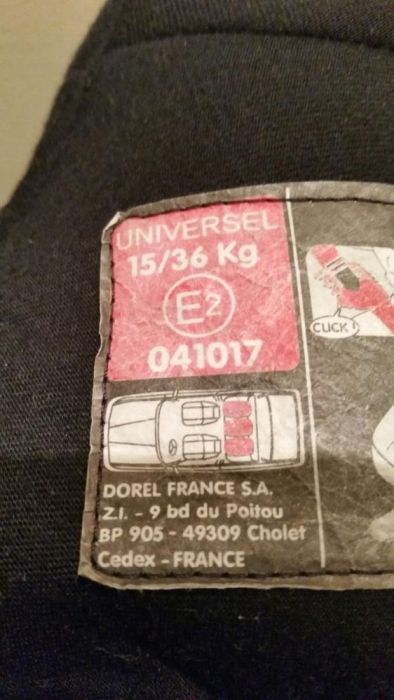 UNIVERSEL
15/36 Kg
E2
041017
CLICK!
DOREL FRANCE S.A.
Z.I. - 9 bd du Poitou
BP 905 - 49309 Cholet
Cedex - FRANCE